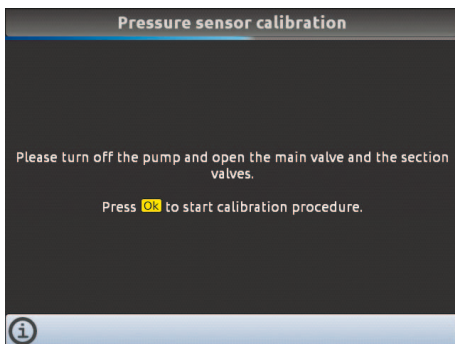 Pressure sensor calibration
Please turn off the pump and open the main valve and the section
valves.
Press Ok to start calibration procedure.
i